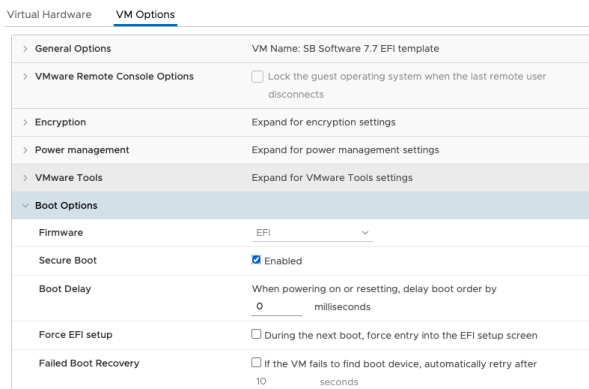 Virtual Hardware VM Options
General Options VM Name: SB Software 7.7 EFI template
VMware Remote Console Options Lock the guest operating system when the last remote user
disconnects
Encryption Expand for encryption settings
Power management Expand for power management settings
VMware Tools Expand for VMware Tools settings
Boot Options
Firmware EFI
Secure Boot Enabled
Boot Delay When powering on or resetting, delay boot order by
0 milliseconds
Force EFI setup During the next boot, force entry into the EFI setup screen
Failed Boot Recovery If the VM fails to find boot device, automatically retry after
10 seconds